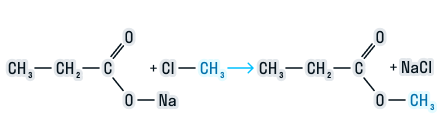 O O
CH₃ — CH₂ — C + Cl — CH₃ → CH₃ — CH₂ — C + NaCl
O — Na O — CH₃